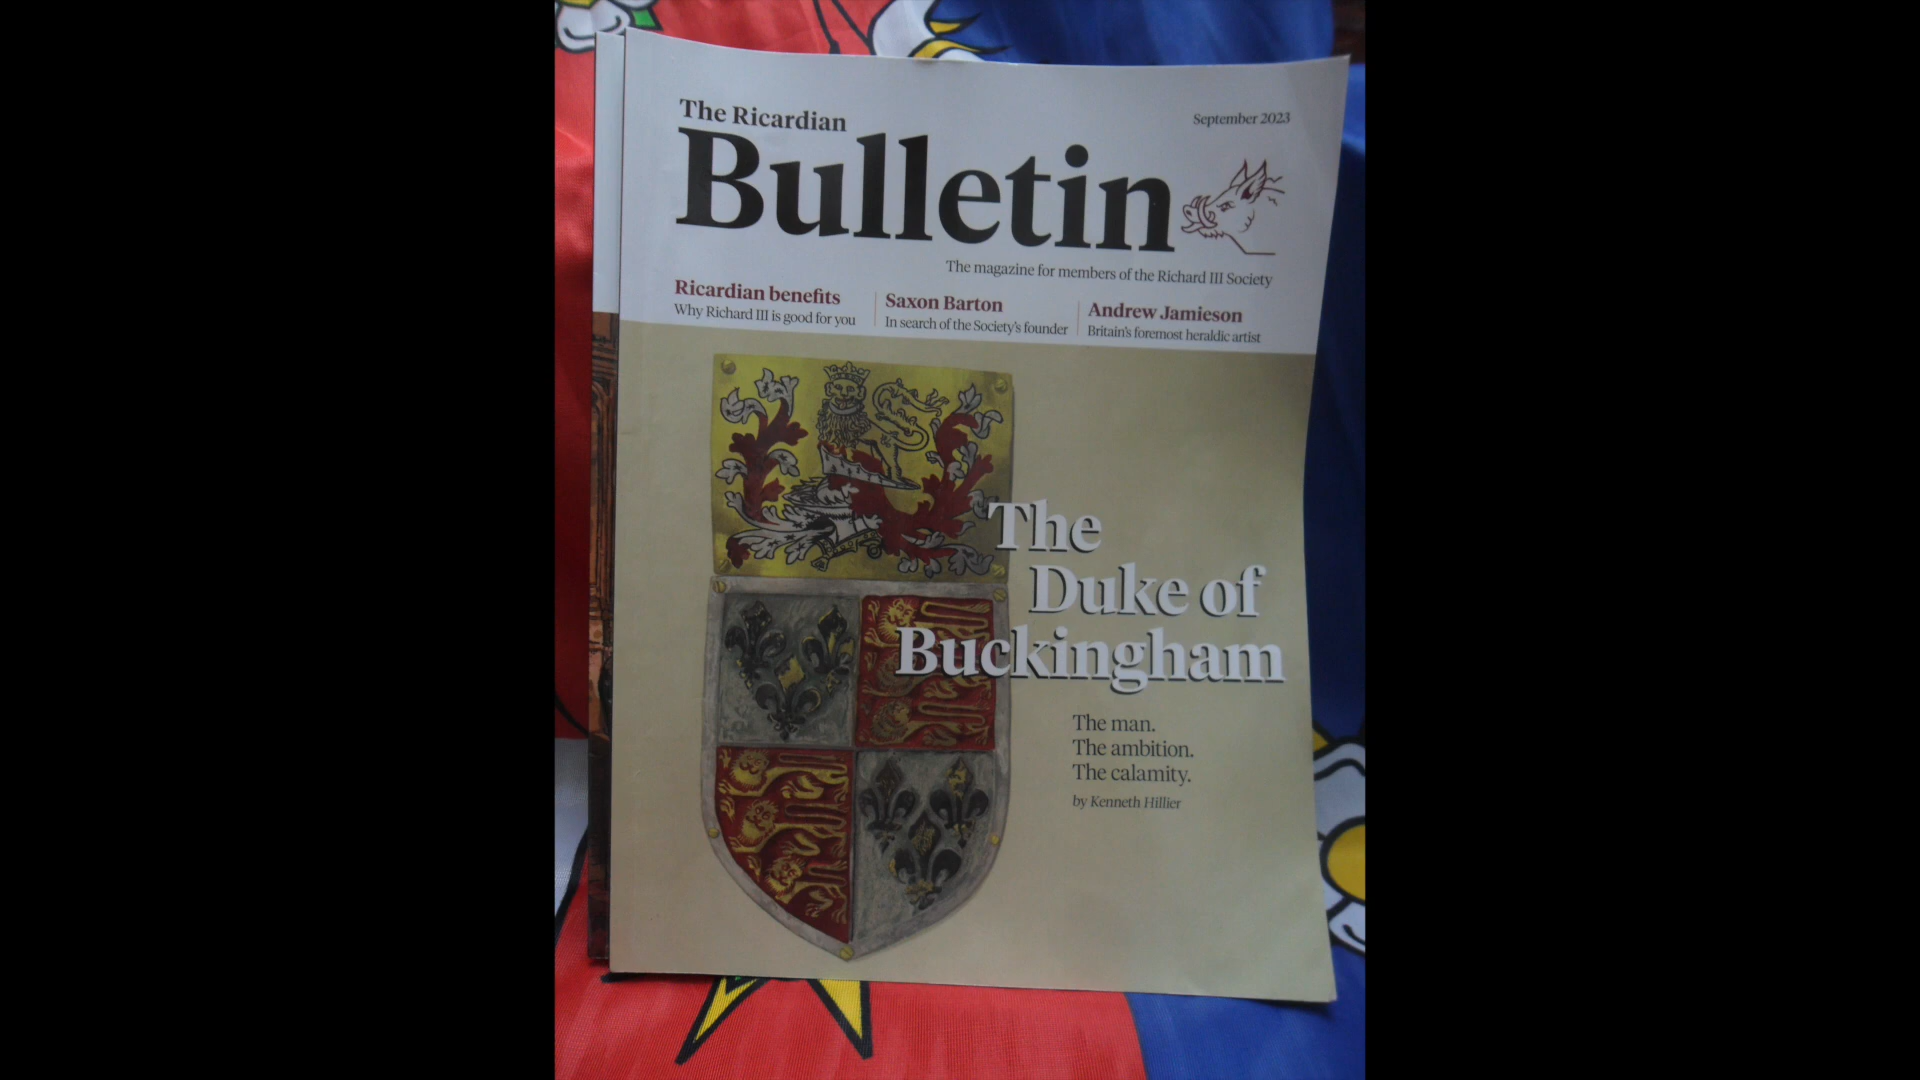 The Ricardian
September 2023
Bulletin
The magazine for members of the Richard III Society
Ricardian benefits
Why Richard III is good for you
Saxon Barton
In search of the Society's founder
Andrew Jamieson
Britain's foremost heraldic artist
The
Duke of
Buckingham
The man.
The ambition.
The calamity.
by Kenneth Hillier